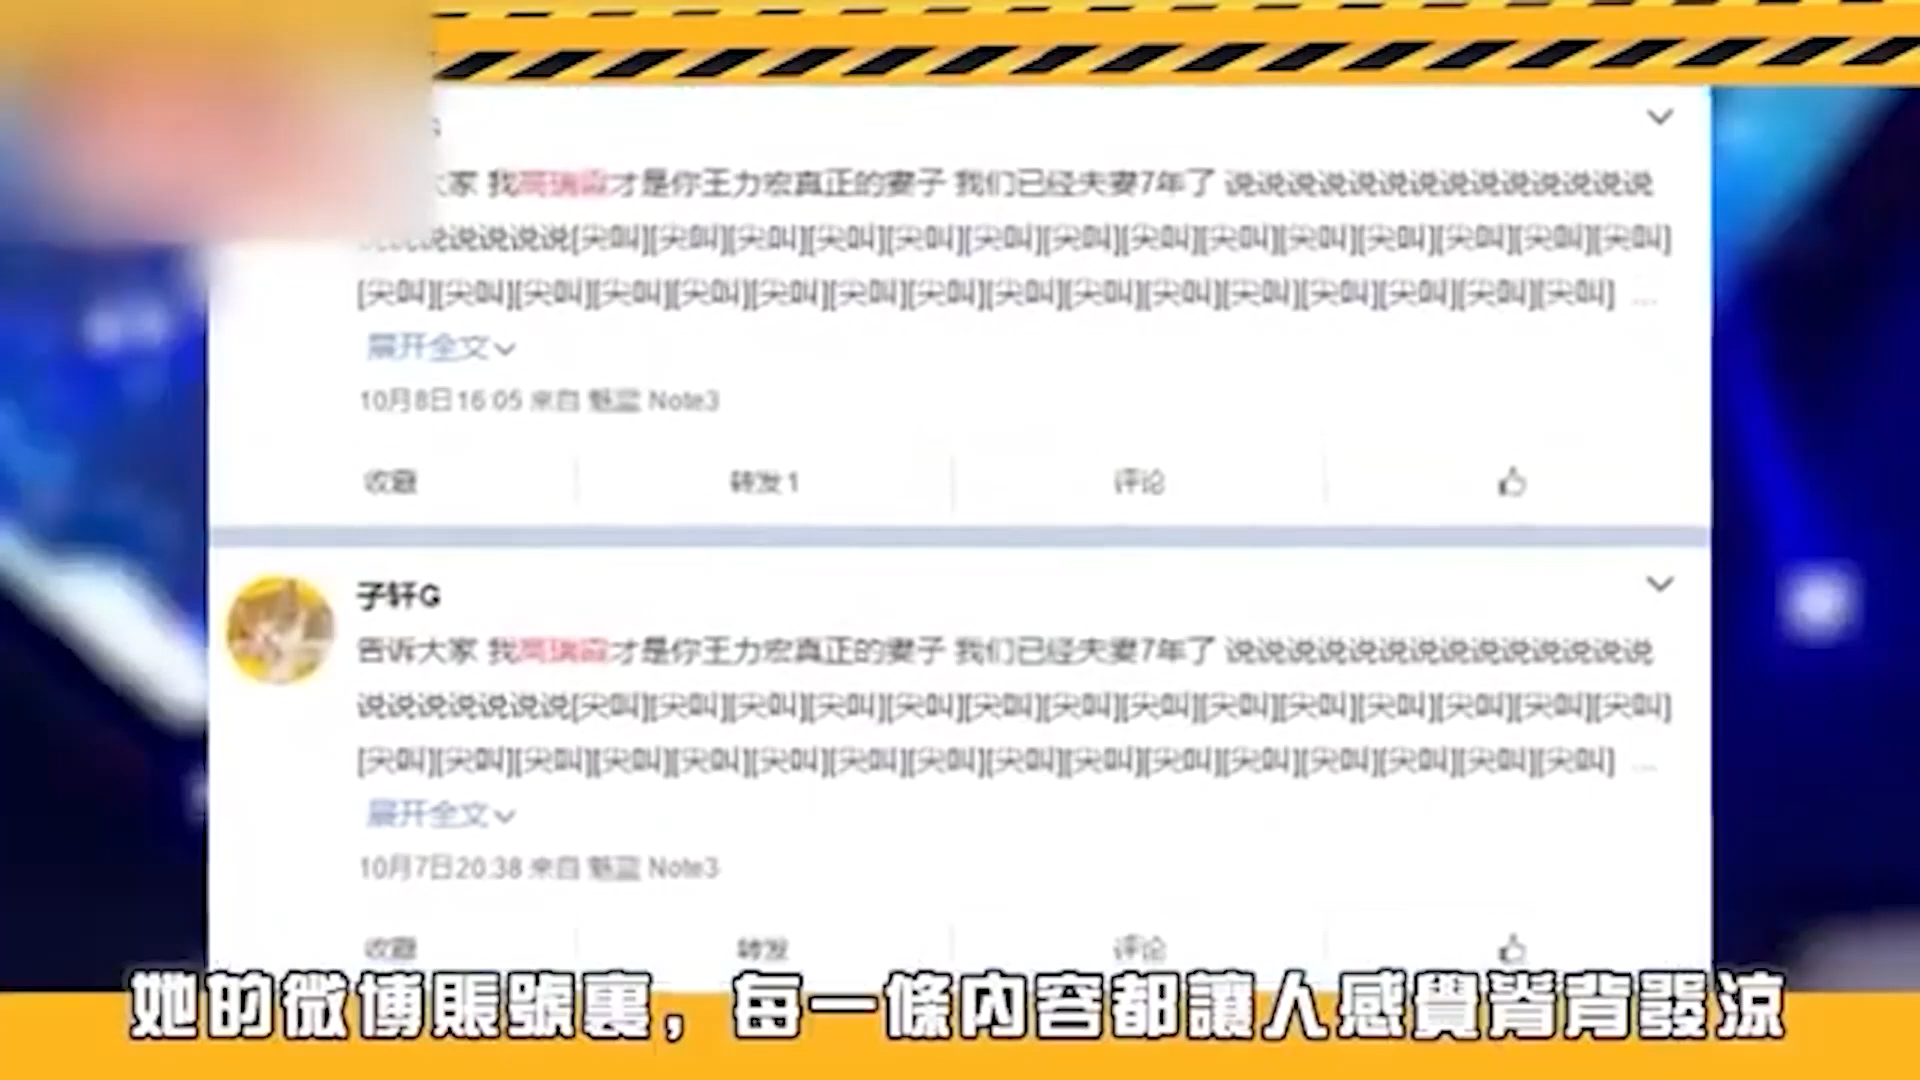 大家 我高瑞霞才是你王力宏真正的妻子 我们已经夫妻7年了 说说说说说说说说说说说说说说
说说说说说说[尖叫][尖叫][尖叫][尖叫][尖叫][尖叫][尖叫][尖叫][尖叫][尖叫][尖叫][尖叫][尖叫][尖叫]
[尖叫][尖叫][尖叫][尖叫][尖叫][尖叫][尖叫][尖叫][尖叫][尖叫][尖叫][尖叫][尖叫][尖叫][尖叫][尖叫] ...
展开全文
10月8日16:05 来自 魅蓝 Note3
收藏 转发1 评论
子轩G
告诉大家 我高瑞霞才是你王力宏真正的妻子 我们已经夫妻7年了 说说说说说说说说说说说说说说
说说说说说说说[尖叫][尖叫][尖叫][尖叫][尖叫][尖叫][尖叫][尖叫][尖叫][尖叫][尖叫][尖叫][尖叫][尖叫]
[尖叫][尖叫][尖叫][尖叫][尖叫][尖叫][尖叫][尖叫][尖叫][尖叫][尖叫][尖叫][尖叫][尖叫][尖叫][尖叫] ...
展开全文
10月7日20:38 来自 魅蓝 Note3
收藏 转发 评论
她的微博賬號裏，每一條內容都讓人感覺脊背發涼